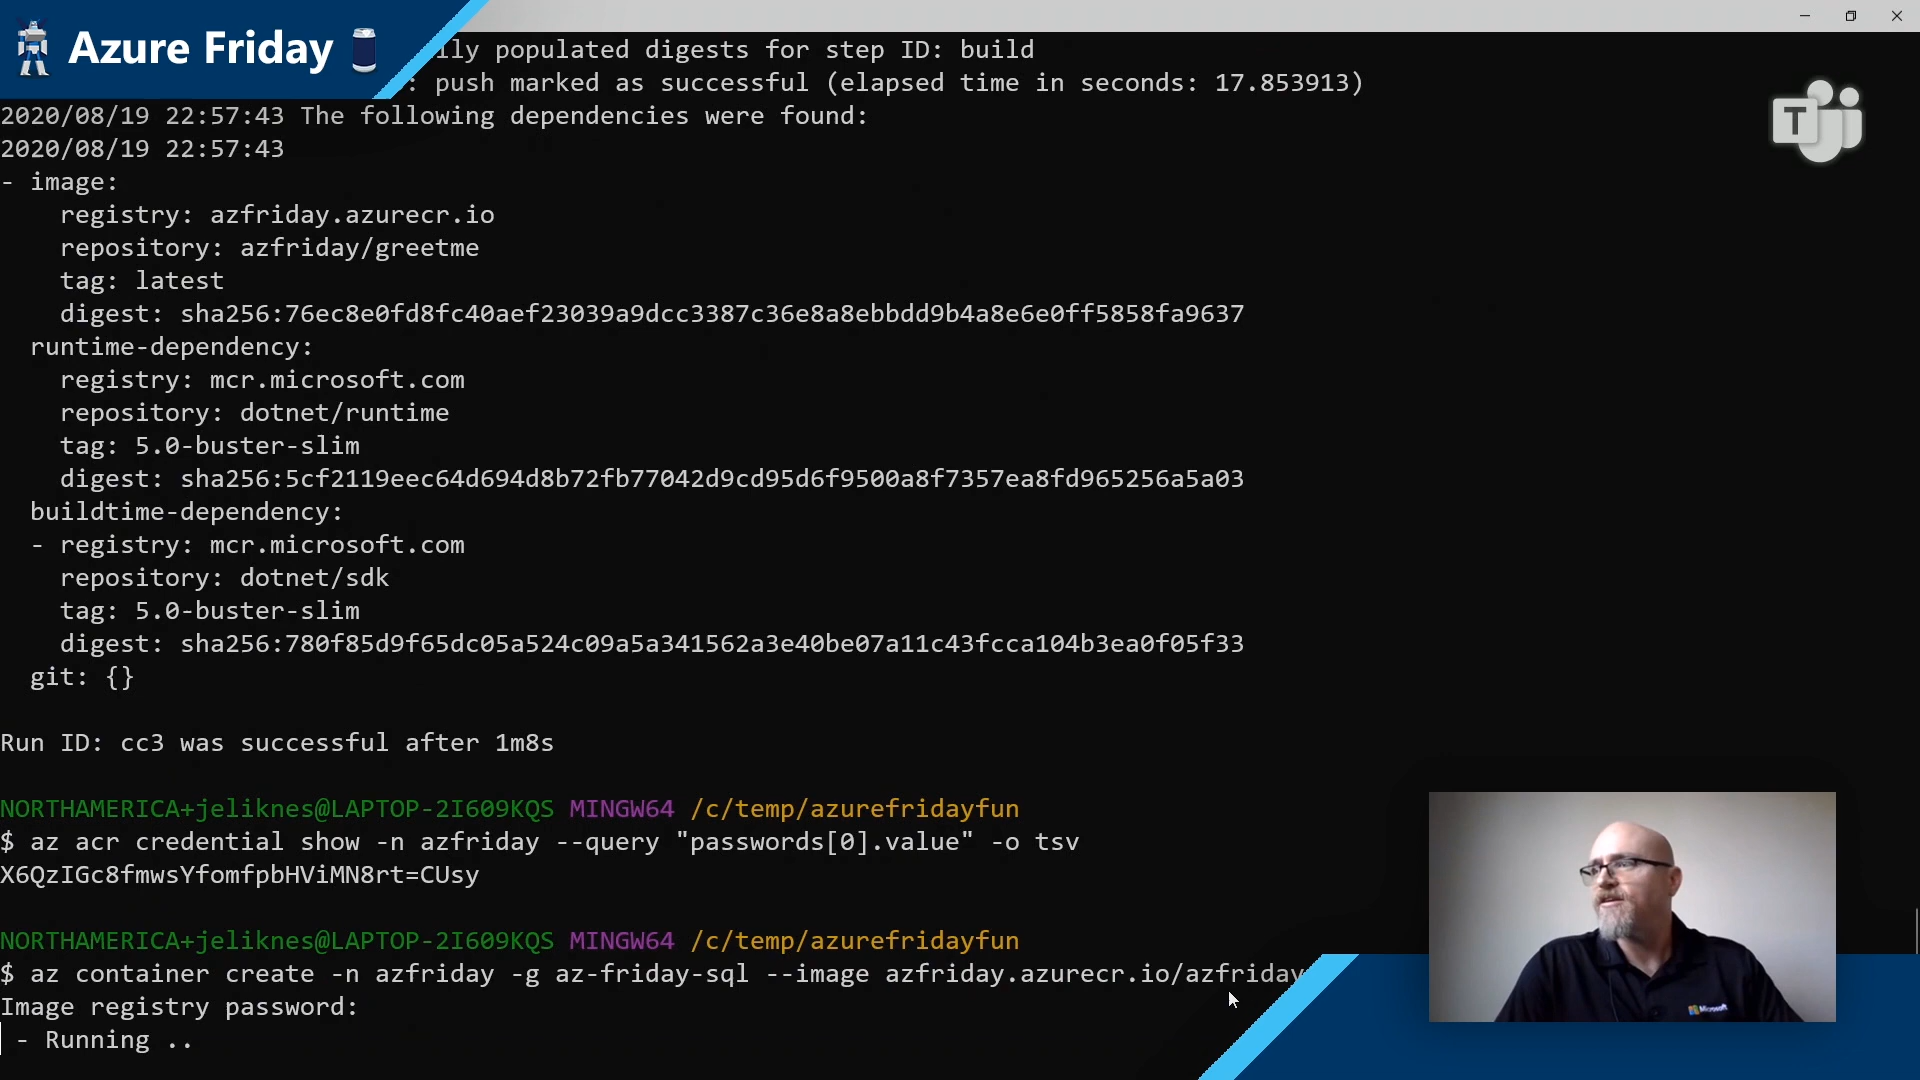 Azure Friday
lly populated digests for step ID: build
: push marked as successful (elapsed time in seconds: 17.853913)
2020/08/19 22:57:43 The following dependencies were found:
2020/08/19 22:57:43
- image:
registry: azfriday.azurecr.io
repository: azfriday/greetme
tag: latest
digest: sha256:76ec8e0fd8fc40aef23039a9dcc3387c36e8a8ebbdd9b4a8e6e0ff5858fa9637
runtime-dependency:
registry: mcr.microsoft.com
repository: dotnet/runtime
tag: 5.0-buster-slim
digest: sha256:5cf2119eec64d694d8b72fb77042d9cd95d6f9500a8f7357ea8fd965256a5a03
buildtime-dependency:
- registry: mcr.microsoft.com
repository: dotnet/sdk
tag: 5.0-buster-slim
digest: sha256:780f85d9f65dc05a524c09a5a341562a3e40be07a11c43fcca104b3ea0f05f33
git: {}
Run ID: cc3 was successful after 1m8s
NORTHAMERICA+jeliknes@LAPTOP-2I609KQS MINGW64 /c/temp/azurefridayfun
$ az acr credential show -n azfriday --query "passwords[0].value" -o tsv
X6QzIGc8fmwsYfomfpbHViMN8rt=CUsy
NORTHAMERICA+jeliknes@LAPTOP-2I609KQS MINGW64 /c/temp/azurefridayfun
$ az container create -n azfriday -g az-friday-sql --image azfriday.azurecr.io/azfriday
Image registry password:
- Running ..
T
Microsoft